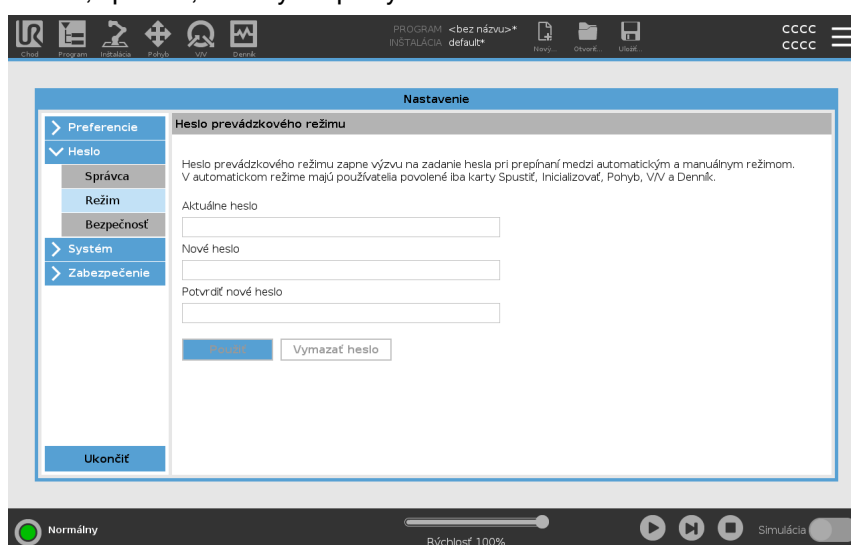 PROGRAM <bez názvu>*
INŠTALÁCIA default*
cccc
cccc
Chod Program Inštalácia Pohyb V/V Denník Nový... Otvoriť... Uložiť...
Nastavenie
Preferencie
Heslo
Správca
Režim
Bezpečnosť
Systém
Zabezpečenie
Ukončiť
Heslo prevádzkového režimu
Heslo prevádzkového režimu zapne výzvu na zadanie hesla pri prepínaní medzi automatickým a manuálnym režimom.
V automatickom režime majú používatelia povolené iba karty Spustiť, Inicializovať, Pohyb, V/V a Denník.
Aktuálne heslo
Nové heslo
Potvrdiť nové heslo
Použiť Vymazať heslo
Normálny
Rýchlosť 100%
Simulácia